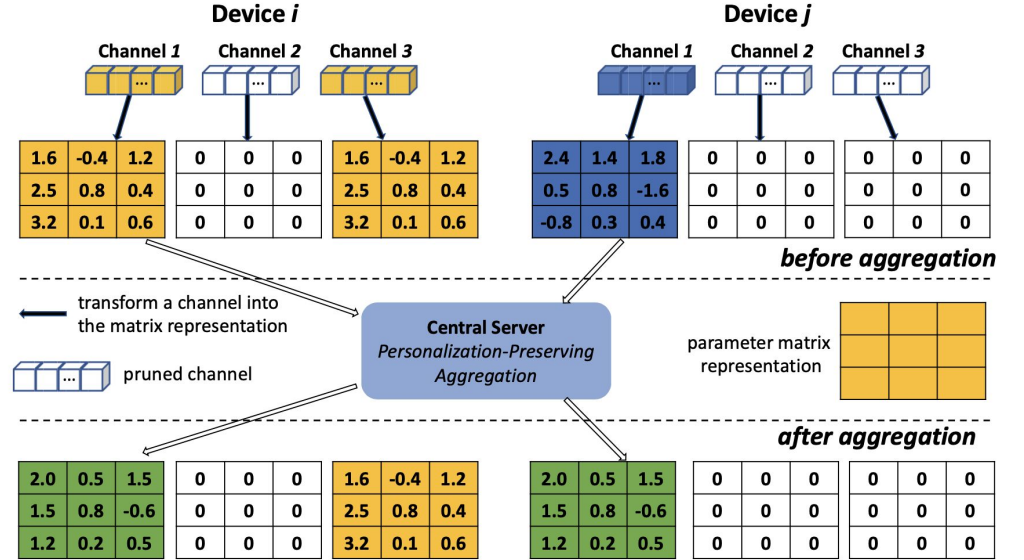 Device i Device j
Channel 1 Channel 2 Channel 3 Channel 1 Channel 2 Channel 3
... ... ... ... ... ...
1.6 -0.4 1.2 0 0 0 1.6 -0.4 1.2 2.4 1.4 1.8 0 0 0 0 0 0
2.5 0.8 0.4 0 0 0 2.5 0.8 0.4 0.5 0.8 -1.6 0 0 0 0 0 0
3.2 0.1 0.6 0 0 0 3.2 0.1 0.6 -0.8 0.3 0.4 0 0 0 0 0 0
before aggregation
transform a channel into
the matrix representation
... pruned channel
Central Server
Personalization-Preserving
Aggregation
parameter matrix
representation
after aggregation
2.0 0.5 1.5 0 0 0 1.6 -0.4 1.2 2.0 0.5 1.5 0 0 0 0 0 0
1.5 0.8 -0.6 0 0 0 2.5 0.8 0.4 1.5 0.8 -0.6 0 0 0 0 0 0
1.2 0.2 0.5 0 0 0 3.2 0.1 0.6 1.2 0.2 0.5 0 0 0 0 0 0